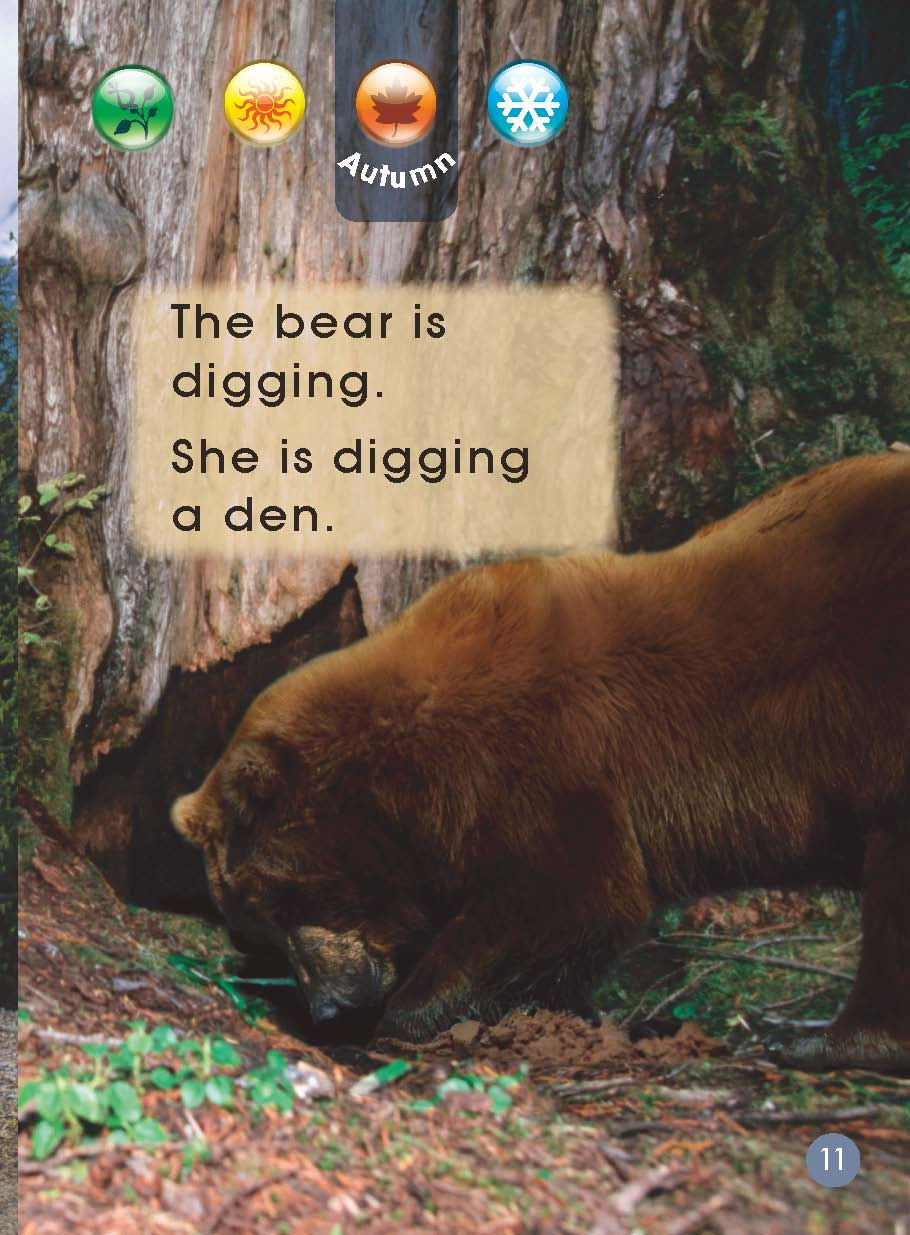 Autumn
The bear is
digging.
She is digging
a den.
11